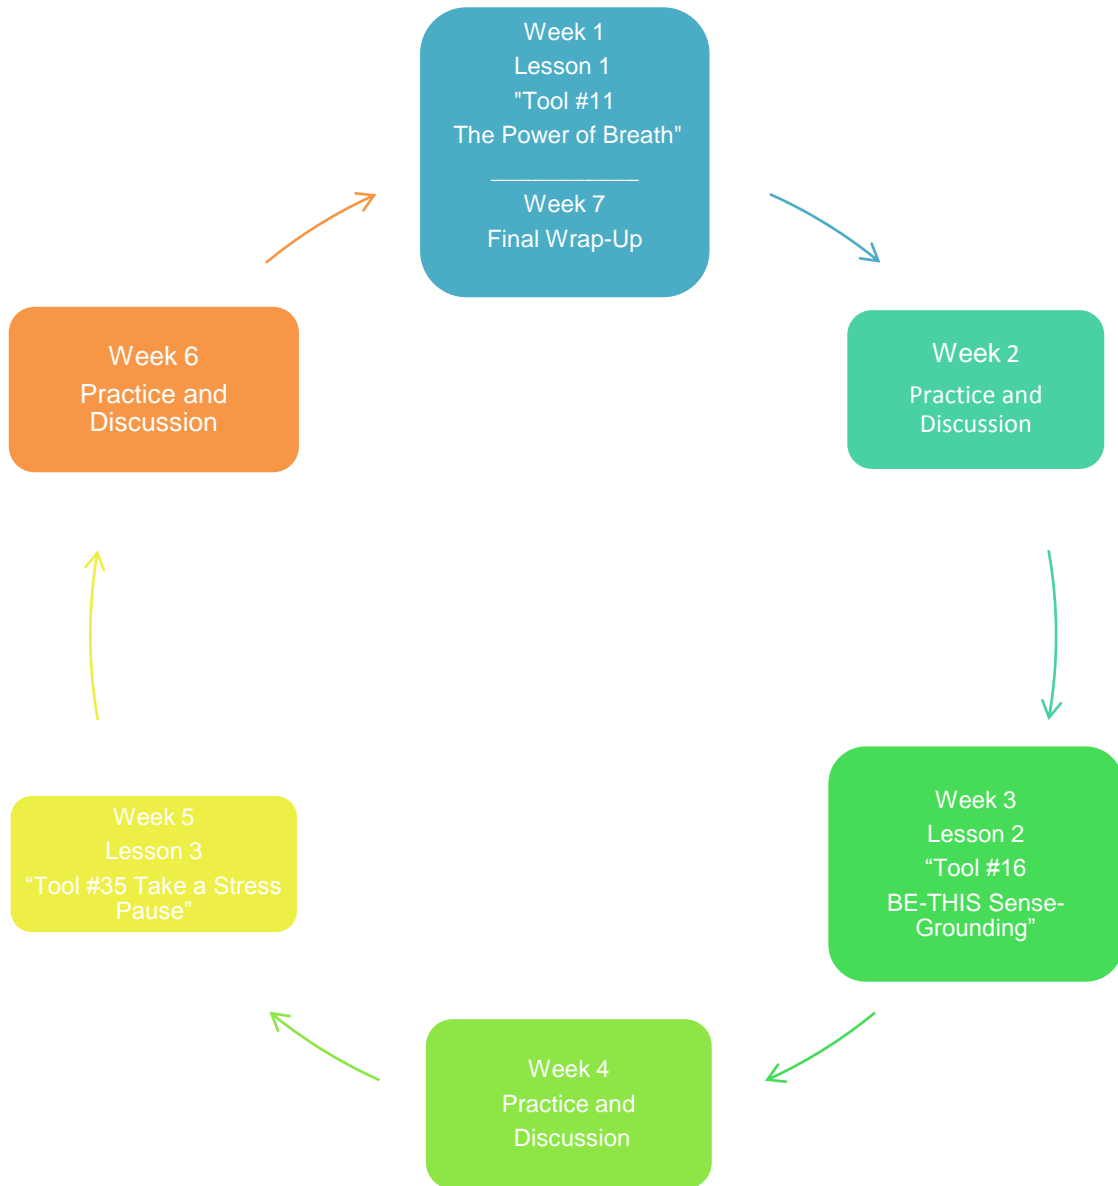 Week 1
Lesson 1
"Tool #11
The Power of Breath"
___________
Week 7
Final Wrap-Up
Week 2
Practice and
Discussion
Week 3
Lesson 2
“Tool #16
BE-THIS Sense-
Grounding”
Week 4
Practice and
Discussion
Week 5
Lesson 3
“Tool #35 Take a Stress
Pause”
Week 6
Practice and
Discussion